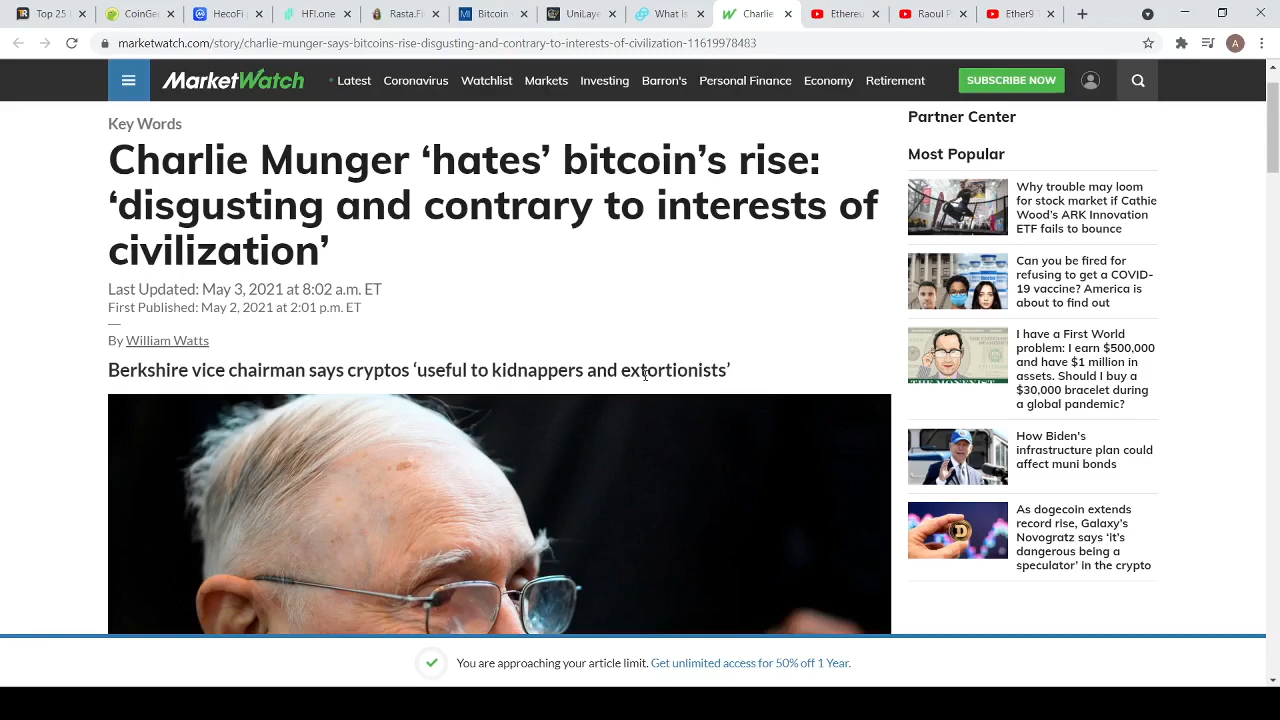 Top 25
CoinGe
HecoFi
HFI.one
Rasta.Fi
Bitcoin
UniLaye
What Is
Charlie
Ethereu
Raoul P
Ether9
marketwatch.com/story/charlie-munger-says-bitcoins-rise-disgusting-and-contrary-to-interests-of-civilization-11619978483
A
MarketWatch
Latest Coronavirus Watchlist Markets Investing Barron's Personal Finance Economy Retirement
SUBSCRIBE NOW
Key Words
Charlie Munger ‘hates’ bitcoin’s rise:
‘disgusting and contrary to interests of
civilization’
Last Updated: May 3, 2021 at 8:02 a.m. ET
First Published: May 2, 2021 at 2:01 p.m. ET
By William Watts
Berkshire vice chairman says cryptos ‘useful to kidnappers and extortionists’
Partner Center
Most Popular
Why trouble may loom
for stock market if Cathie
Wood’s ARK Innovation
ETF fails to bounce
Can you be fired for
refusing to get a COVID-
19 vaccine? America is
about to find out
I have a First World
problem: I earn $500,000
and have $1 million in
assets. Should I buy a
$30,000 bracelet during
a global pandemic?
How Biden’s
infrastructure plan could
affect muni bonds
As dogecoin extends
record rise, Galaxy’s
Novogratz says ‘it’s
dangerous being a
speculator’ in the crypto
You are approaching your article limit. Get unlimited access for 50% off 1 Year.